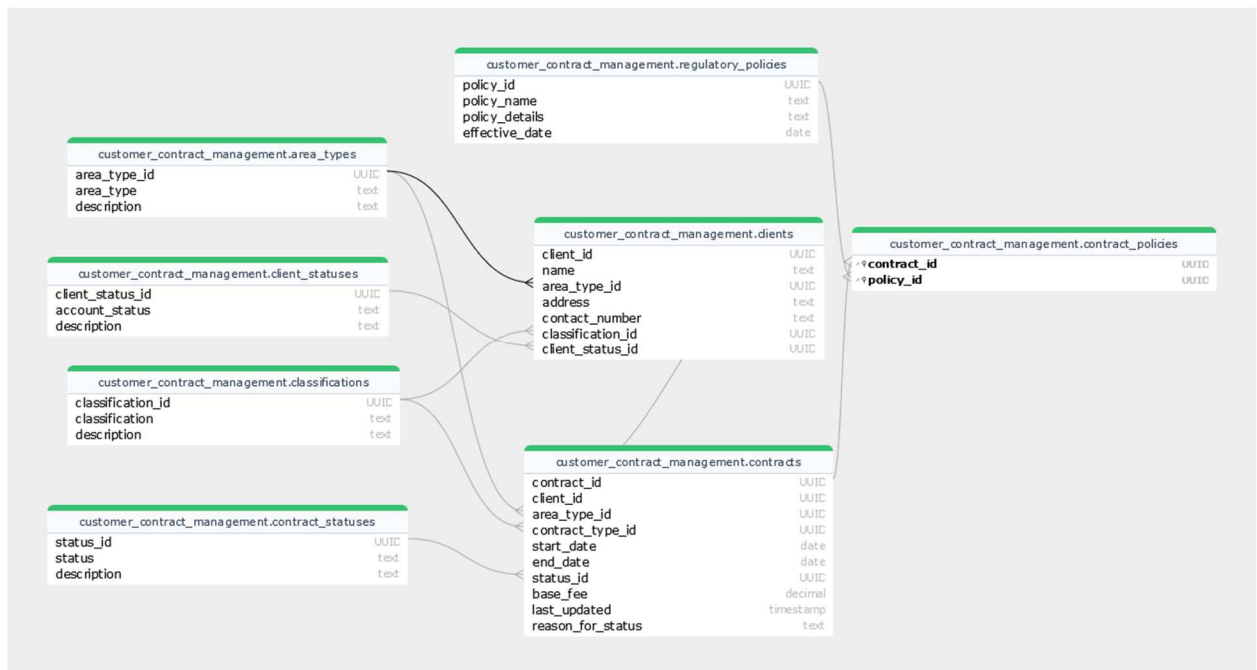 customer_contract_management.regulatory_policies
policy_id UUID
policy_name text
policy_details text
effective_date date
customer_contract_management.area_types
area_type_id UUID
area_type text
description text
customer_contract_management.clients
client_id UUID
name text
area_type_id UUID
address text
contact_number text
classification_id UUID
client_status_id UUID
customer_contract_management.contract_policies
contract_id UUID
policy_id UUID
customer_contract_management.client_statuses
client_status_id UUID
account_status text
description text
customer_contract_management.classifications
classification_id UUID
classification text
description text
customer_contract_management.contracts
contract_id UUID
client_id UUID
area_type_id UUID
contract_type_id UUID
start_date date
end_date date
status_id UUID
base_fee decimal
last_updated timestamp
reason_for_status text
customer_contract_management.contract_statuses
status_id UUID
status text
description text